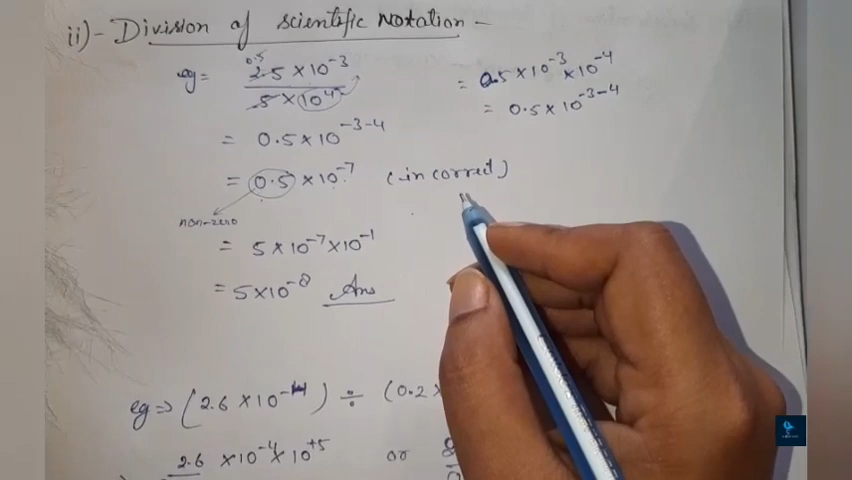 ii)- Division of scientific Notation -
0.5
eg = 2.5 × 10⁻³ / .5 × 10⁴
= 0.5 × 10⁻³ × 10⁻⁴
= 0.5 × 10⁻³⁻⁴
= 0.5 × 10⁻³⁻⁴
= 0.5 × 10⁻⁷ (incorrect)
non-zero
= 5 × 10⁻⁷ × 10⁻¹
= 5 × 10⁻⁸ Ans
eg ⇒ (2.6 × 10⁻⁴) ÷ (0.2 ×
2.6 × 10⁻⁴ × 10⁺⁵ or